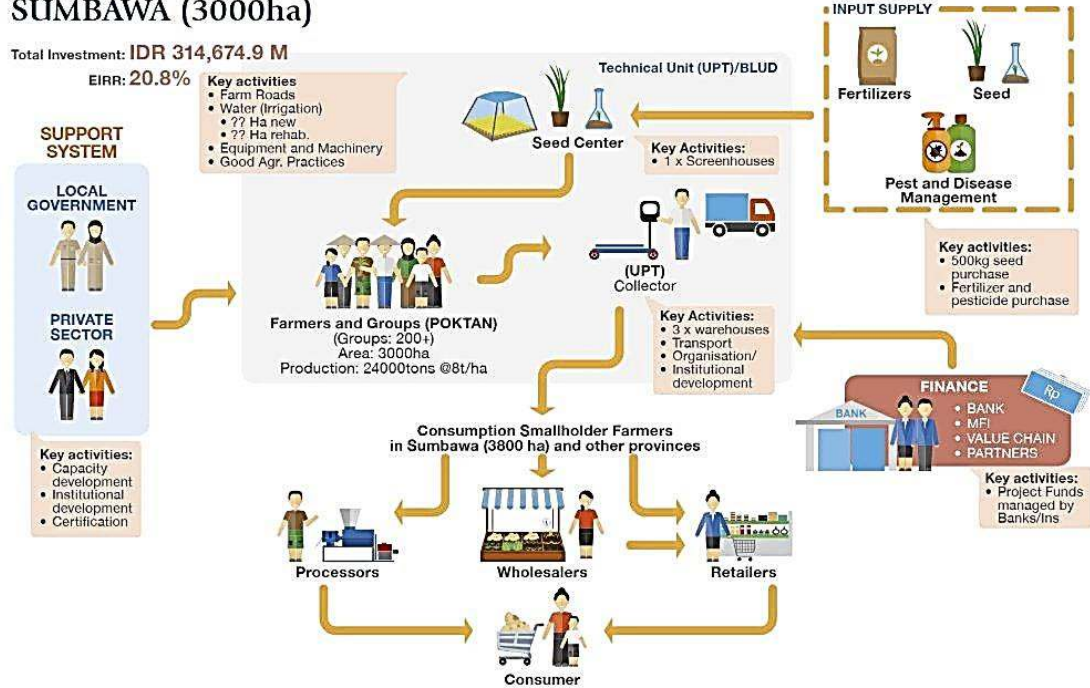 SUMBAWA (3000ha)
Total Investment: IDR 314,674.9 M
EIRR: 20.8%
Key activities
• Farm Roads
• Water (Irrigation)
• ?? Ha new
• ?? Ha rehab.
• Equipment and Machinery
• Good Agr. Practices
Technical Unit (UPT)/BLUD
Seed Center
Key Activities:
• 1 x Screenhouses
INPUT SUPPLY
Fertilizers
Seed
Pest and Disease
Management
Key activities:
• 500kg seed
purchase
• Fertilizer and
pesticide purchase
SUPPORT
SYSTEM
LOCAL
GOVERNMENT
PRIVATE
SECTOR
Key activities:
• Capacity
development
• Institutional
development
• Certification
Farmers and Groups (POKTAN)
(Groups: 200+)
Area: 3000ha
Production: 24000tons @8t/ha
(UPT)
Collector
Key Activities:
• 3 x warehouses
• Transport
• Organisation/
Institutional
development
FINANCE
• BANK
• MFI
• VALUE CHAIN
• PARTNERS
BANK
Rp
Key activities:
• Project Funds
managed by
Banks/Ins
Consumption Smallholder Farmers
in Sumbawa (3800 ha) and other provinces
Processors
Wholesalers
Retailers
Consumer